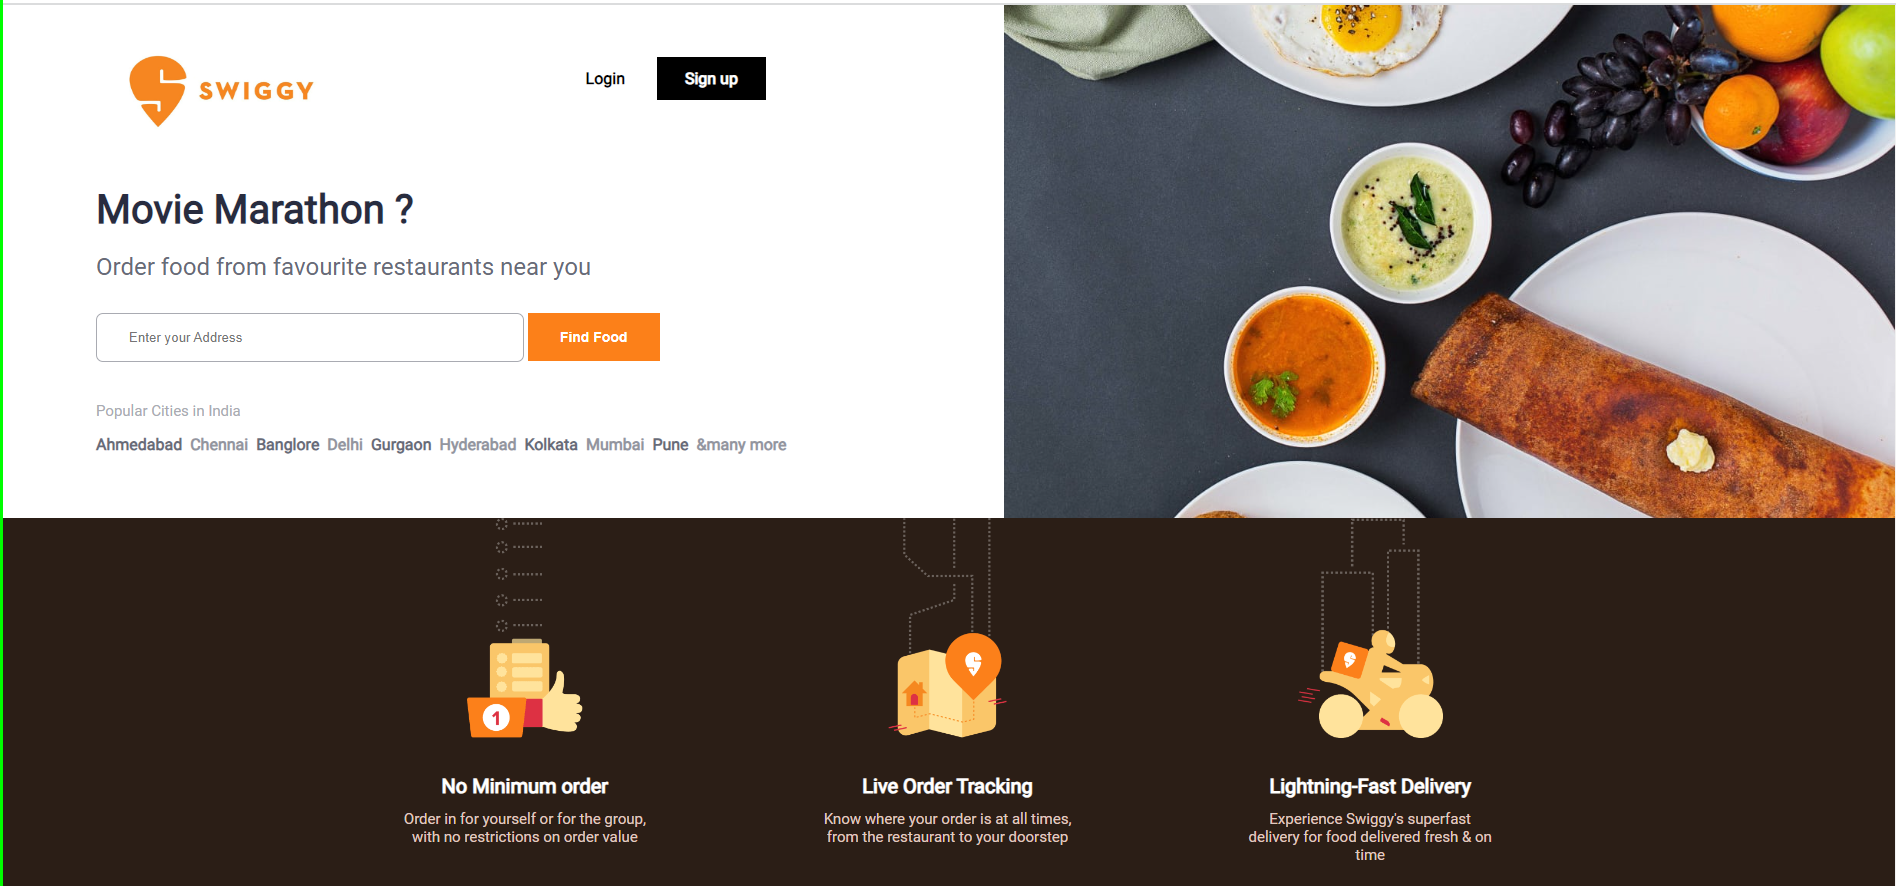 SWIGGY
Login
Sign up
Movie Marathon ?
Order food from favourite restaurants near you
Enter your Address
Find Food
Popular Cities in India
Ahmedabad Chennai Banglore Delhi Gurgaon Hyderabad Kolkata Mumbai Pune &many more
1
No Minimum order
Order in for yourself or for the group,
with no restrictions on order value
Live Order Tracking
Know where your order is at all times,
from the restaurant to your doorstep
Lightning-Fast Delivery
Experience Swiggy's superfast
delivery for food delivered fresh & on
time